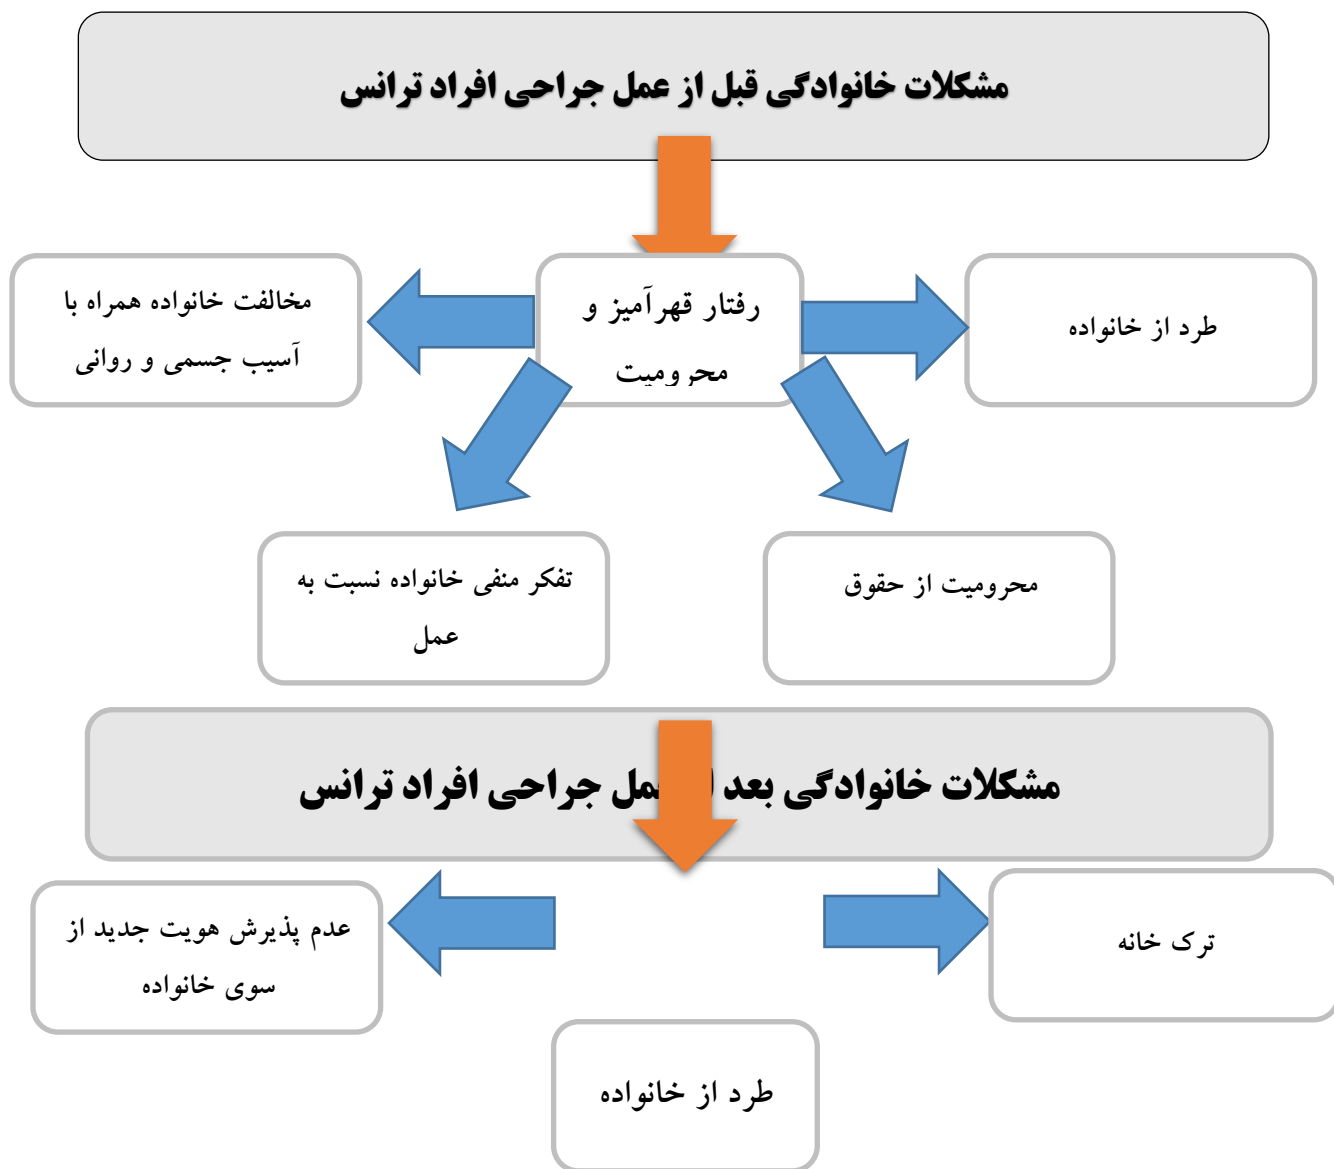 مشکلات خانوادگی قبل از عمل جراحی افراد ترانس
طرد از خانواده
رفتار قهرآمیز و
محرومیت
مخالفت خانواده همراه با
آسیب جسمی و روانی
محرومیت از حقوق
تفکر منفی خانواده نسبت به
عمل
مشکلات خانوادگی بعد جراحی افراد ترانس
ترک خانه
عدم پذیرش هویت جدید از
سوی خانواده
طرد از خانواده